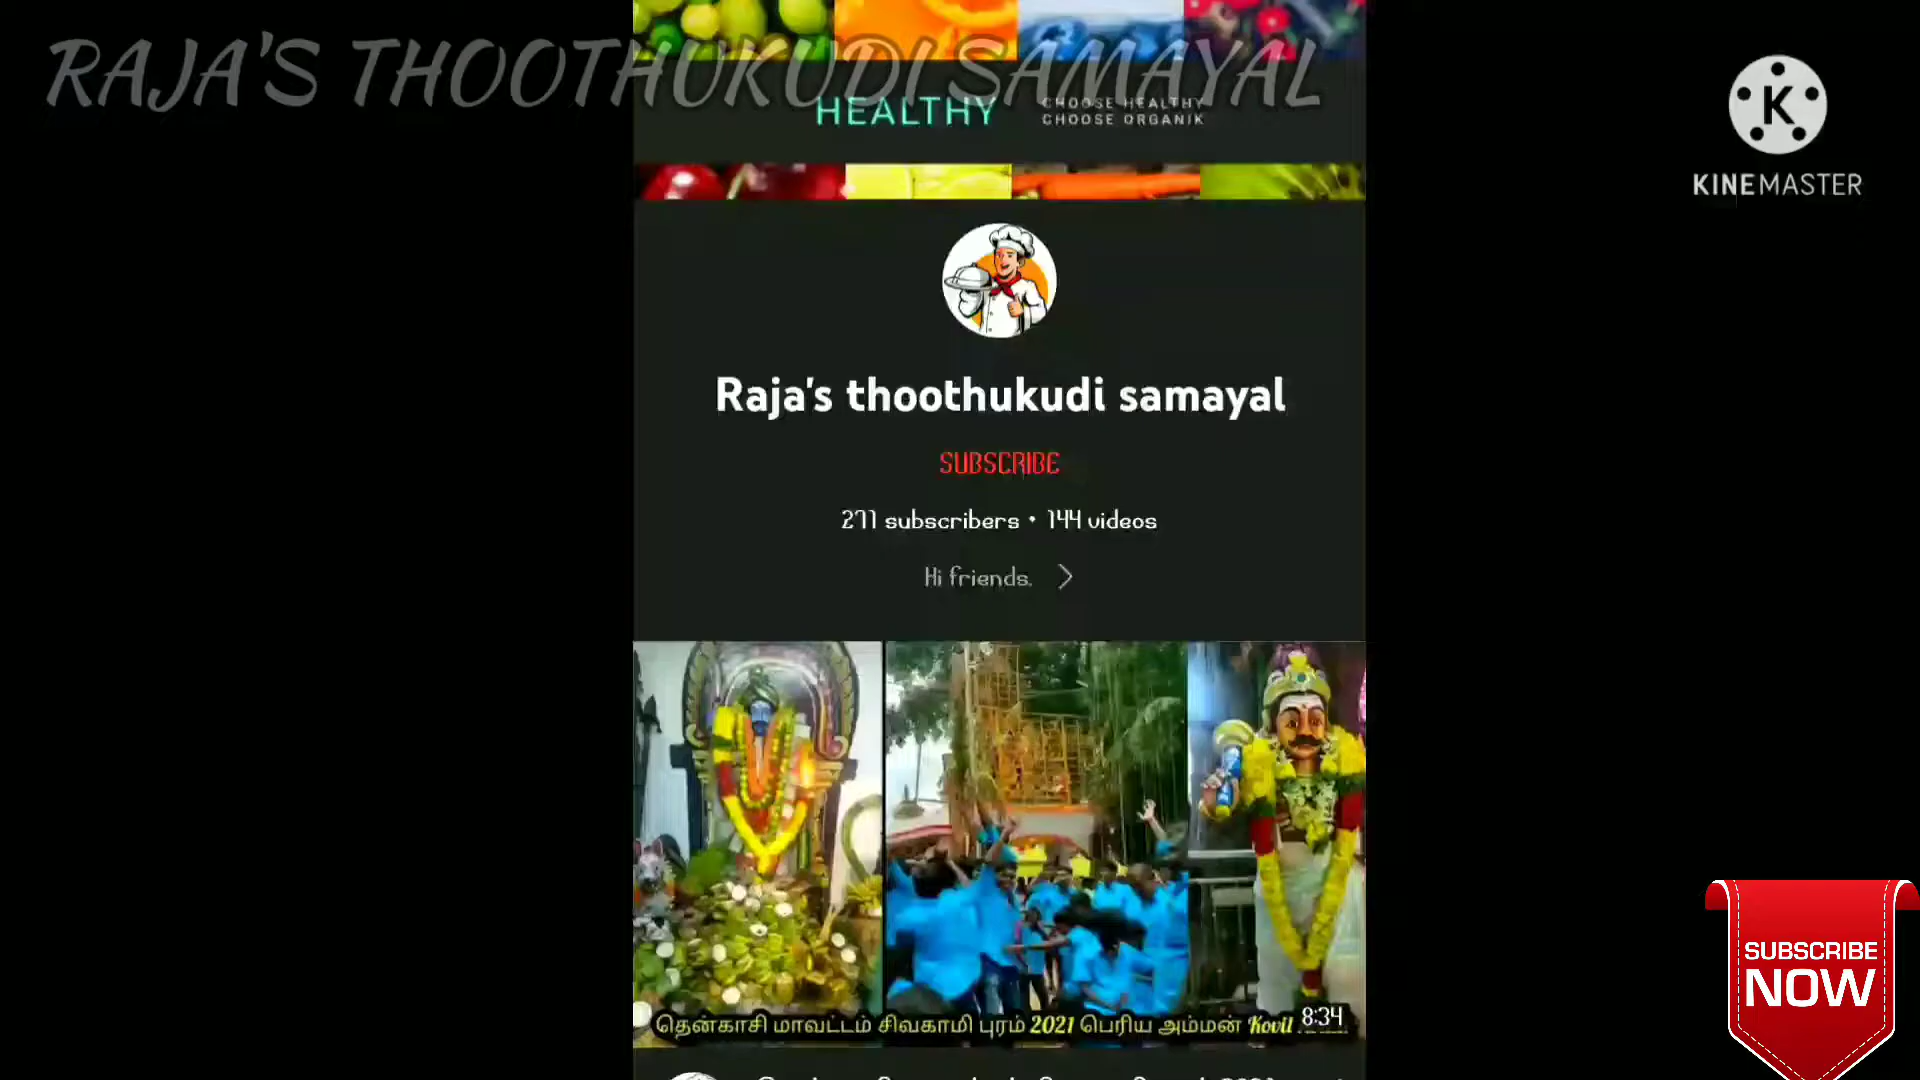 RAJA'S THOOTHUKUDI SAMAYAL
HEALTHY
CHOOSE HEALTHY
CHOOSE ORGANIK
K
KINEMASTER
Raja's thoothukudi samayal
SUBSCRIBE
271 subscribers • 144 videos
Hi friends.
தென்காசி மாவட்டம் சிவகாமி புரம் 2021 பெரிய அம்மன் Kovil
8:34
SUBSCRIBE
NOW